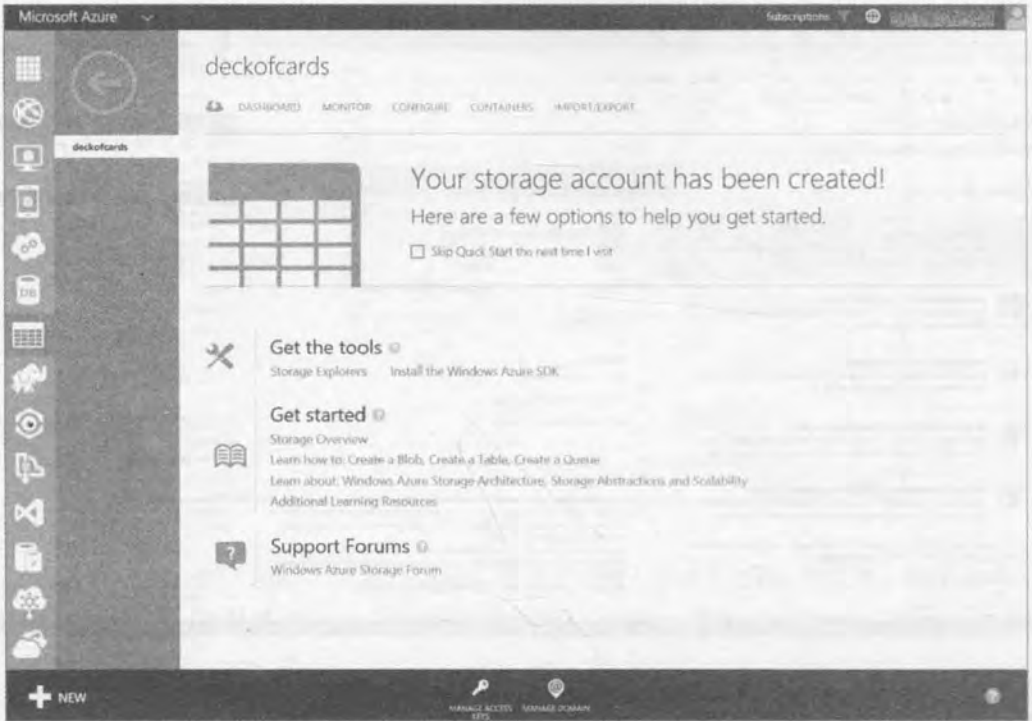 Microsoft Azure
Subscriptions
deckofcards
DASHBOARD MONITOR CONFIGURE CONTAINERS IMPORT/EXPORT
deckofcards
Your storage account has been created!
Here are a few options to help you get started.
Skip Quick Start the next time I visit
DB
Get the tools ?
Storage Explorers Install the Windows Azure SDK
Get started ?
Storage Overview
Learn how to: Create a Blob, Create a Table, Create a Queue
Learn about: Windows Azure Storage Architecture, Storage Abstractions and Scalability
Additional Learning Resources
?
Support Forums ?
Windows Azure Storage Forum
NEW
MANAGE ACCESS KEYS
MANAGE DOMAIN
?